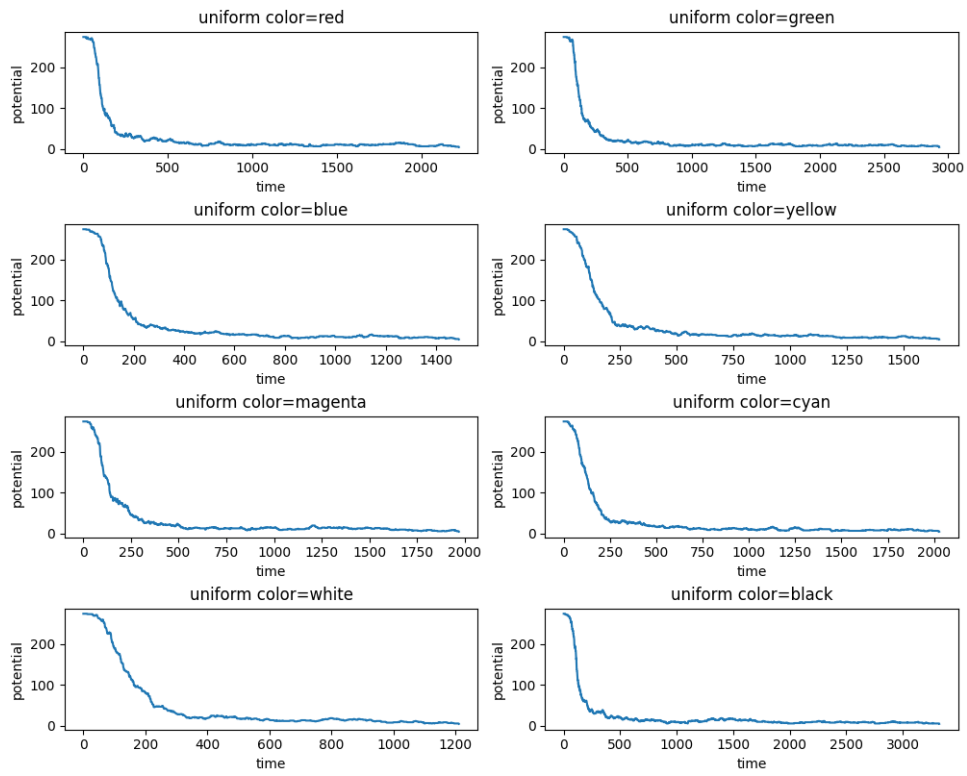 uniform color=red
potential
200
100
0
0 500 1000 1500 2000
time
uniform color=green
potential
200
100
0
0 500 1000 1500 2000 2500 3000
time
uniform color=blue
potential
200
100
0
0 200 400 600 800 1000 1200 1400
time
uniform color=yellow
potential
200
100
0
0 250 500 750 1000 1250 1500
time
uniform color=magenta
potential
200
100
0
0 250 500 750 1000 1250 1500 1750 2000
time
uniform color=cyan
potential
200
100
0
0 250 500 750 1000 1250 1500 1750 2000
time
uniform color=white
potential
200
100
0
0 200 400 600 800 1000 1200
time
uniform color=black
potential
200
100
0
0 500 1000 1500 2000 2500 3000
time